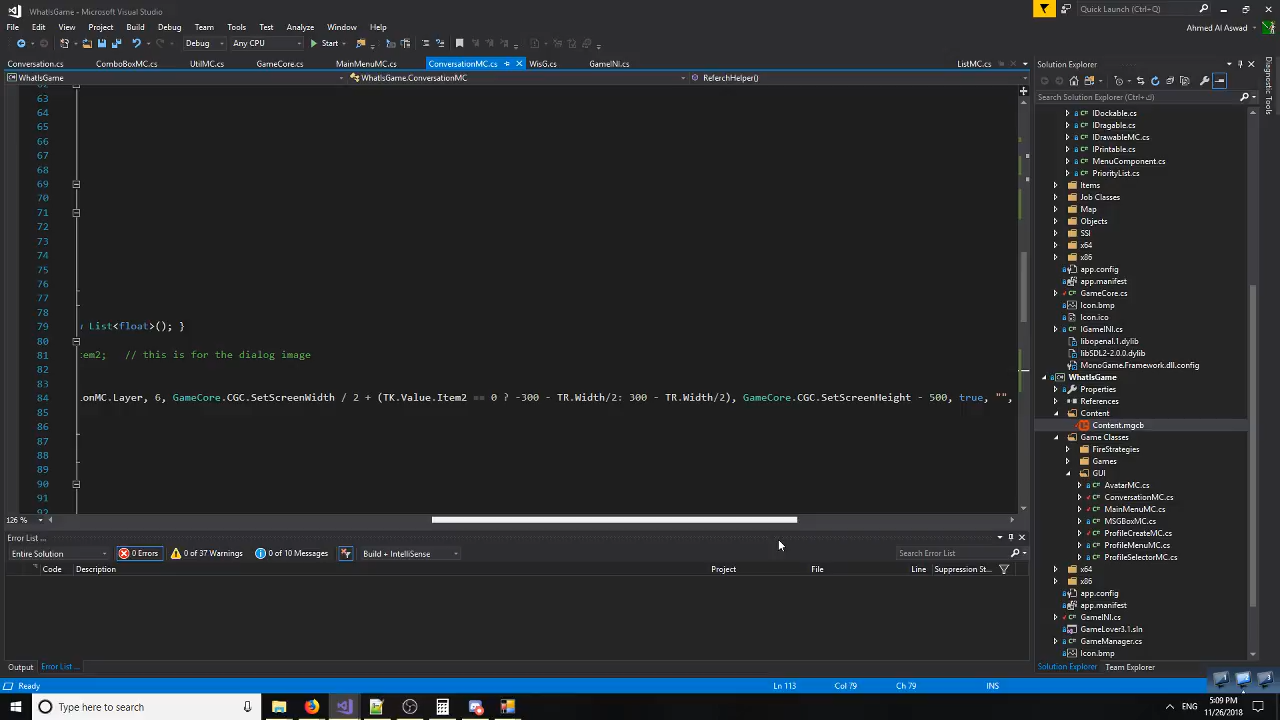 WhatIsGame - Microsoft Visual Studio
Quick Launch (Ctrl+Q)
File Edit View Project Build Debug Team Tools Test Analyze Window Help
Ahmed Al Aswad
Debug Any CPU Start
Conversation.cs ComboBoxMC.cs UtilMC.cs GameCore.cs MainMenuMC.cs ConversationMC.cs WisG.cs GameINI.cs ListMC.cs
WhatIsGame WhatIsGame.ConversationMC ReferchHelper()
63
64
65
66
67
68
69
70
71
72
73
74
75
76
77
78
79 List<float>(); }
80
81 :em2; // this is for the dialog image
82
83
84 onMC.Layer, 6, GameCore.CGC.SetScreenWidth / 2 + (TK.Value.Item2 == 0 ? -300 - TR.Width/2: 300 - TR.Width/2), GameCore.CGC.SetScreenHeight - 500, true, "",
85
86
87
88
89
90
91
92
126 %
Error List ...
Entire Solution 0 Errors 0 of 37 Warnings 0 of 10 Messages Build + IntelliSense Search Error List
Code Description Project File Line Suppression St...
Output Error List ...
Solution Explorer
Search Solution Explorer (Ctrl+ç)
IDockable.cs
IDragable.cs
IDrawableMC.cs
IPrintable.cs
MenuComponent.cs
PriorityList.cs
Items
Job Classes
Map
Objects
SSI
x64
x86
app.config
app.manifest
GameCore.cs
Icon.bmp
Icon.ico
IGameINI.cs
libopenal.1.dylib
libSDL2-2.0.0.dylib
MonoGame.Framework.dll.config
WhatIsGame
Properties
References
Content
Content.mgcb
Game Classes
FireStrategies
Games
GUI
AvatarMC.cs
ConversationMC.cs
MainMenuMC.cs
MSGBoxMC.cs
ProfileCreateMC.cs
ProfileMenuMC.cs
ProfileSelectorMC.cs
x64
x86
app.config
app.manifest
GameINI.cs
GameLover3.1.sln
GameManager.cs
Icon.bmp
Solution Explorer Team Explorer
Diagnostic Tools
Ready Ln 113 Col 79 Ch 79 INS
Type here to search
ENG
5:09 PM
11/26/2018